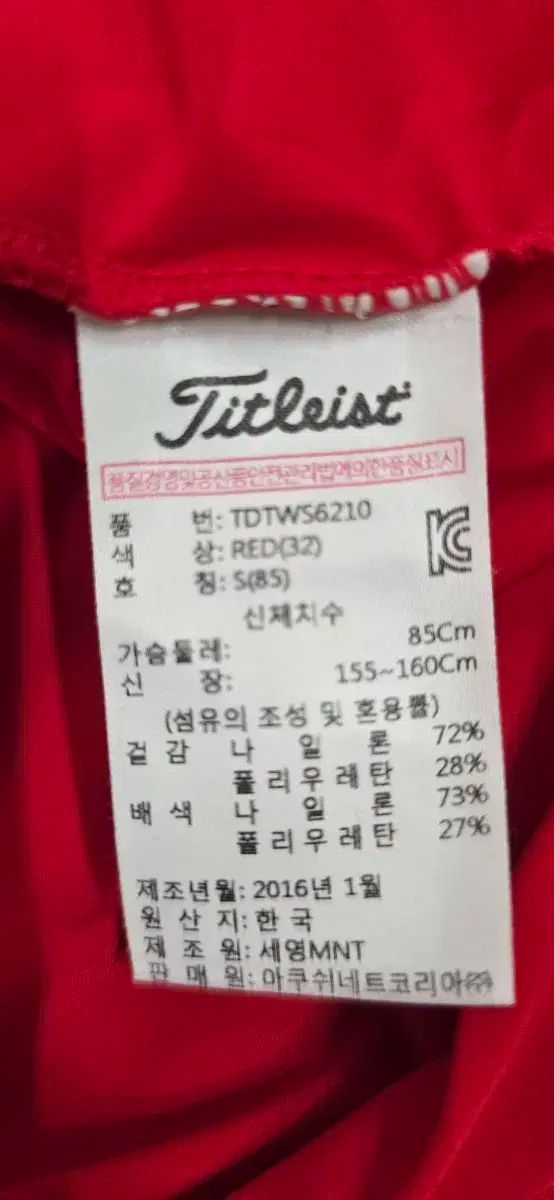 Titleist
품질경영및공산품안전관리법에의한품질표시
품 번: TDTWS6210
색 상: RED(32)
호 칭: S(85)
신체치수
가슴둘레: 85Cm
신 장: 155~160Cm
(섬유의 조성 및 혼용률)
겉 감 나 일 론 72%
폴 리 우 레 탄 28%
배 색 나 일 론 73%
폴 리 우 레 탄 27%
제조년월: 2016년 1월
원 산 지: 한 국
제 조 원: 세영MNT
판 매 원: 아쿠쉬네트코리아㈜